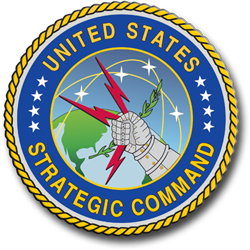 UNITED STATES
STRATEGIC COMMAND